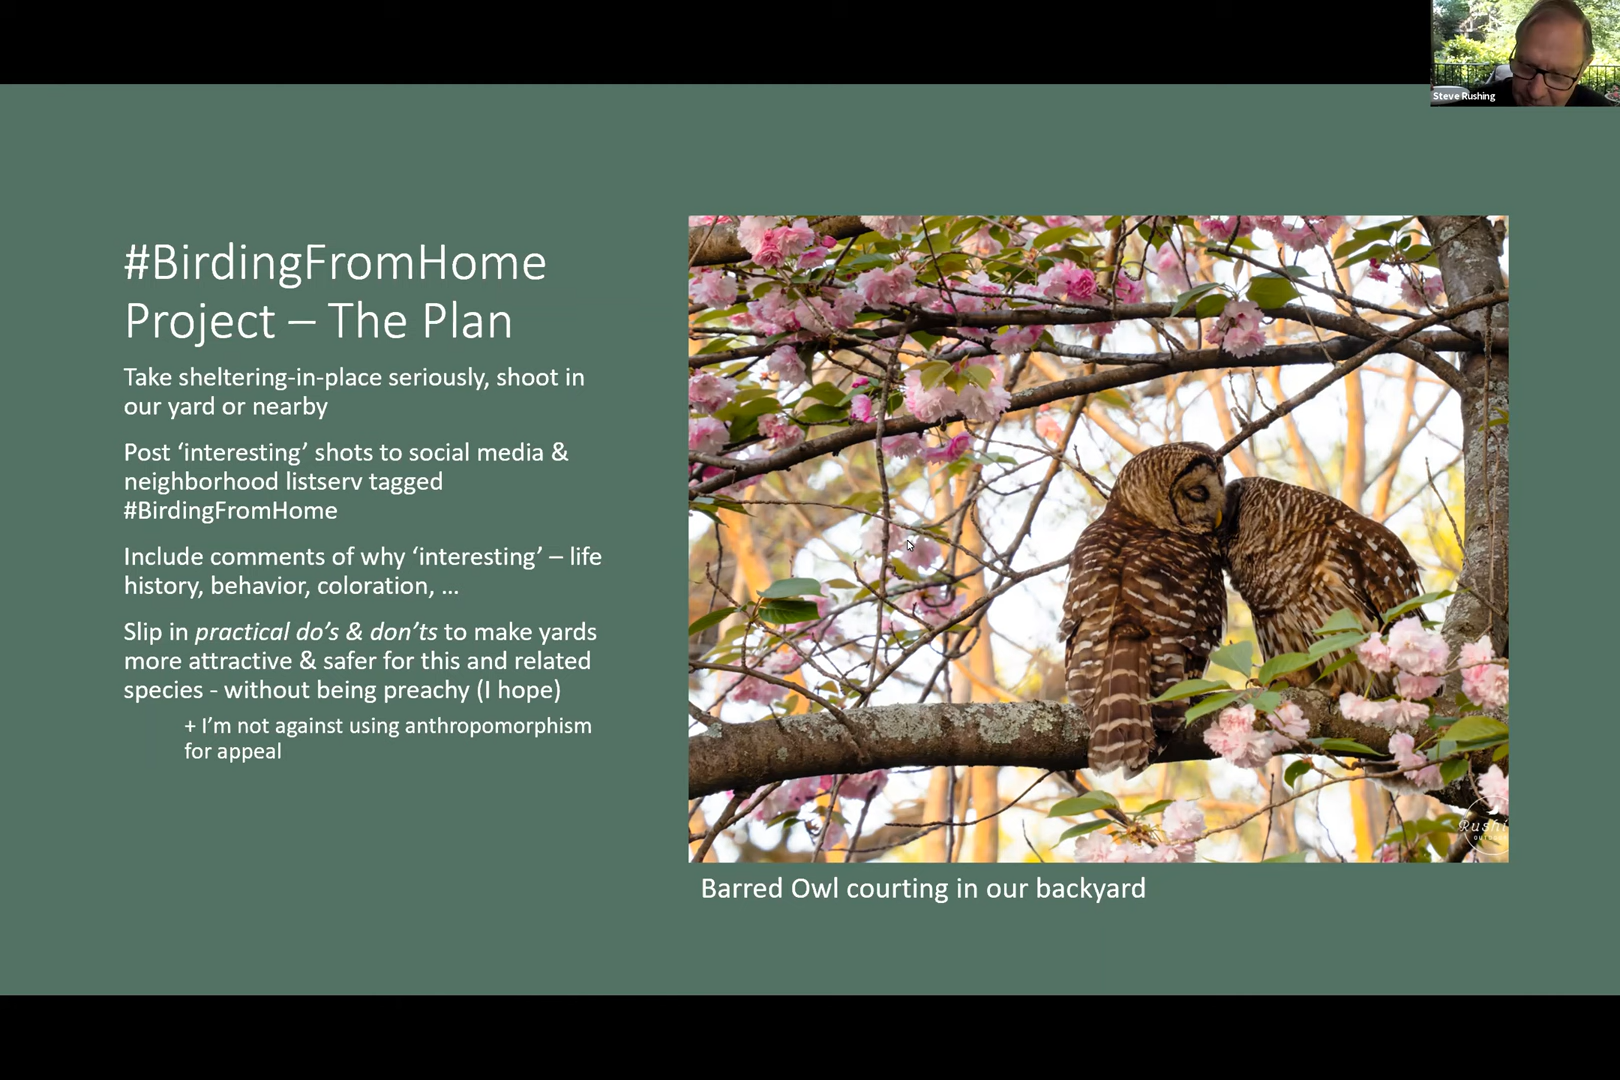 Steve Rushing
#BirdingFromHome
Project – The Plan
Take sheltering-in-place seriously, shoot in
our yard or nearby
Post ‘interesting’ shots to social media &
neighborhood listserv tagged
#BirdingFromHome
Include comments of why ‘interesting’ – life
history, behavior, coloration, ...
Slip in practical do’s & don’ts to make yards
more attractive & safer for this and related
species - without being preachy (I hope)
+ I’m not against using anthropomorphism
for appeal
Barred Owl courting in our backyard